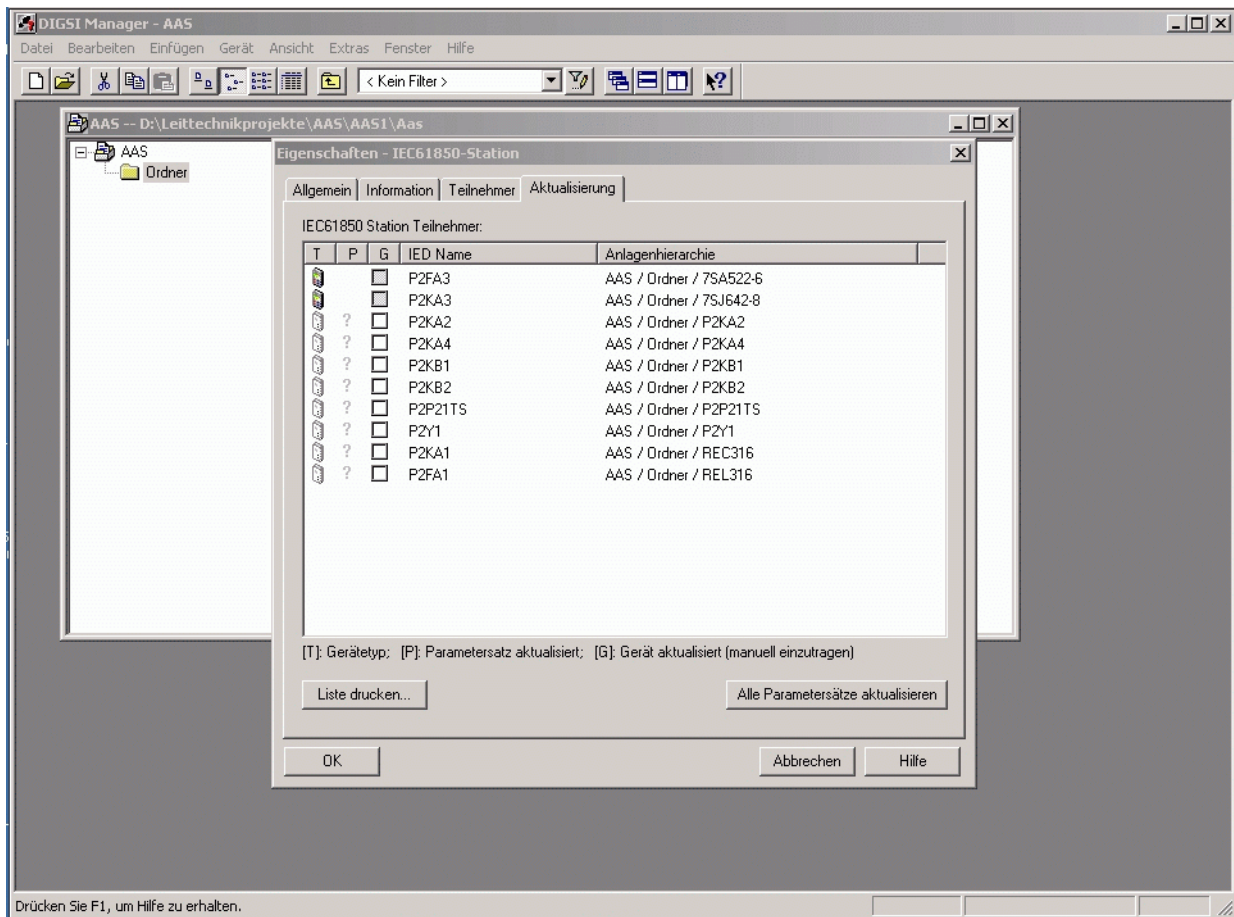 DIGSI Manager - AAS
Datei Bearbeiten Einfügen Gerät Ansicht Extras Fenster Hilfe
< Kein Filter >
AAS -- D:\Leittechnikprojekte\AAS\AAS1\Aas
AAS
Ordner
Eigenschaften - IEC61850-Station
Allgemein Information Teilnehmer Aktualisierung
IEC61850 Station Teilnehmer:
T P G IED Name Anlagenhierarchie
P2FA3 AAS / Ordner / 7SA522-6
P2KA3 AAS / Ordner / 7SJ642-8
? P2KA2 AAS / Ordner / P2KA2
? P2KA4 AAS / Ordner / P2KA4
? P2KB1 AAS / Ordner / P2KB1
? P2KB2 AAS / Ordner / P2KB2
? P2P21TS AAS / Ordner / P2P21TS
? P2Y1 AAS / Ordner / P2Y1
? P2KA1 AAS / Ordner / REC316
? P2FA1 AAS / Ordner / REL316
[T]: Gerätetyp; [P]: Parametersatz aktualisiert; [G]: Gerät aktualisiert (manuell einzutragen)
Liste drucken... Alle Parametersätze aktualisieren
OK Abbrechen Hilfe
Drücken Sie F1, um Hilfe zu erhalten.